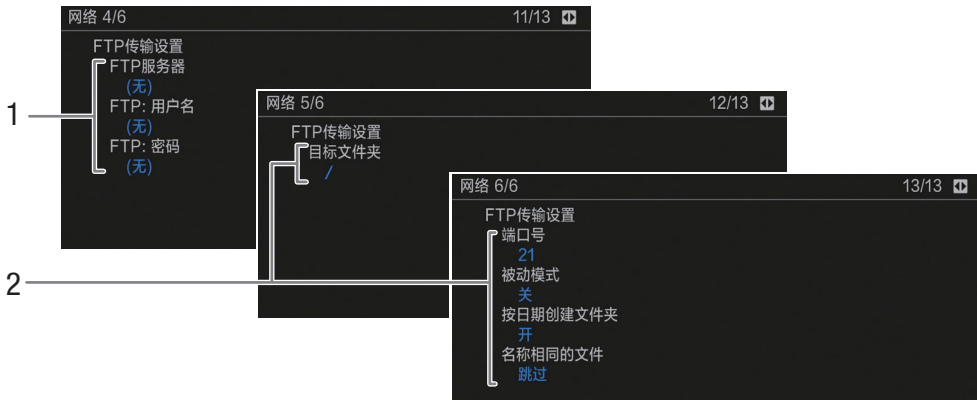 网络 4/6 11/13
FTP传输设置
FTP服务器
(无)
FTP: 用户名
(无)
FTP: 密码
(无)
1
网络 5/6 12/13
FTP传输设置
目标文件夹
/
网络 6/6 13/13
FTP传输设置
端口号
21
被动模式
关
按日期创建文件夹
开
名称相同的文件
跳过
2